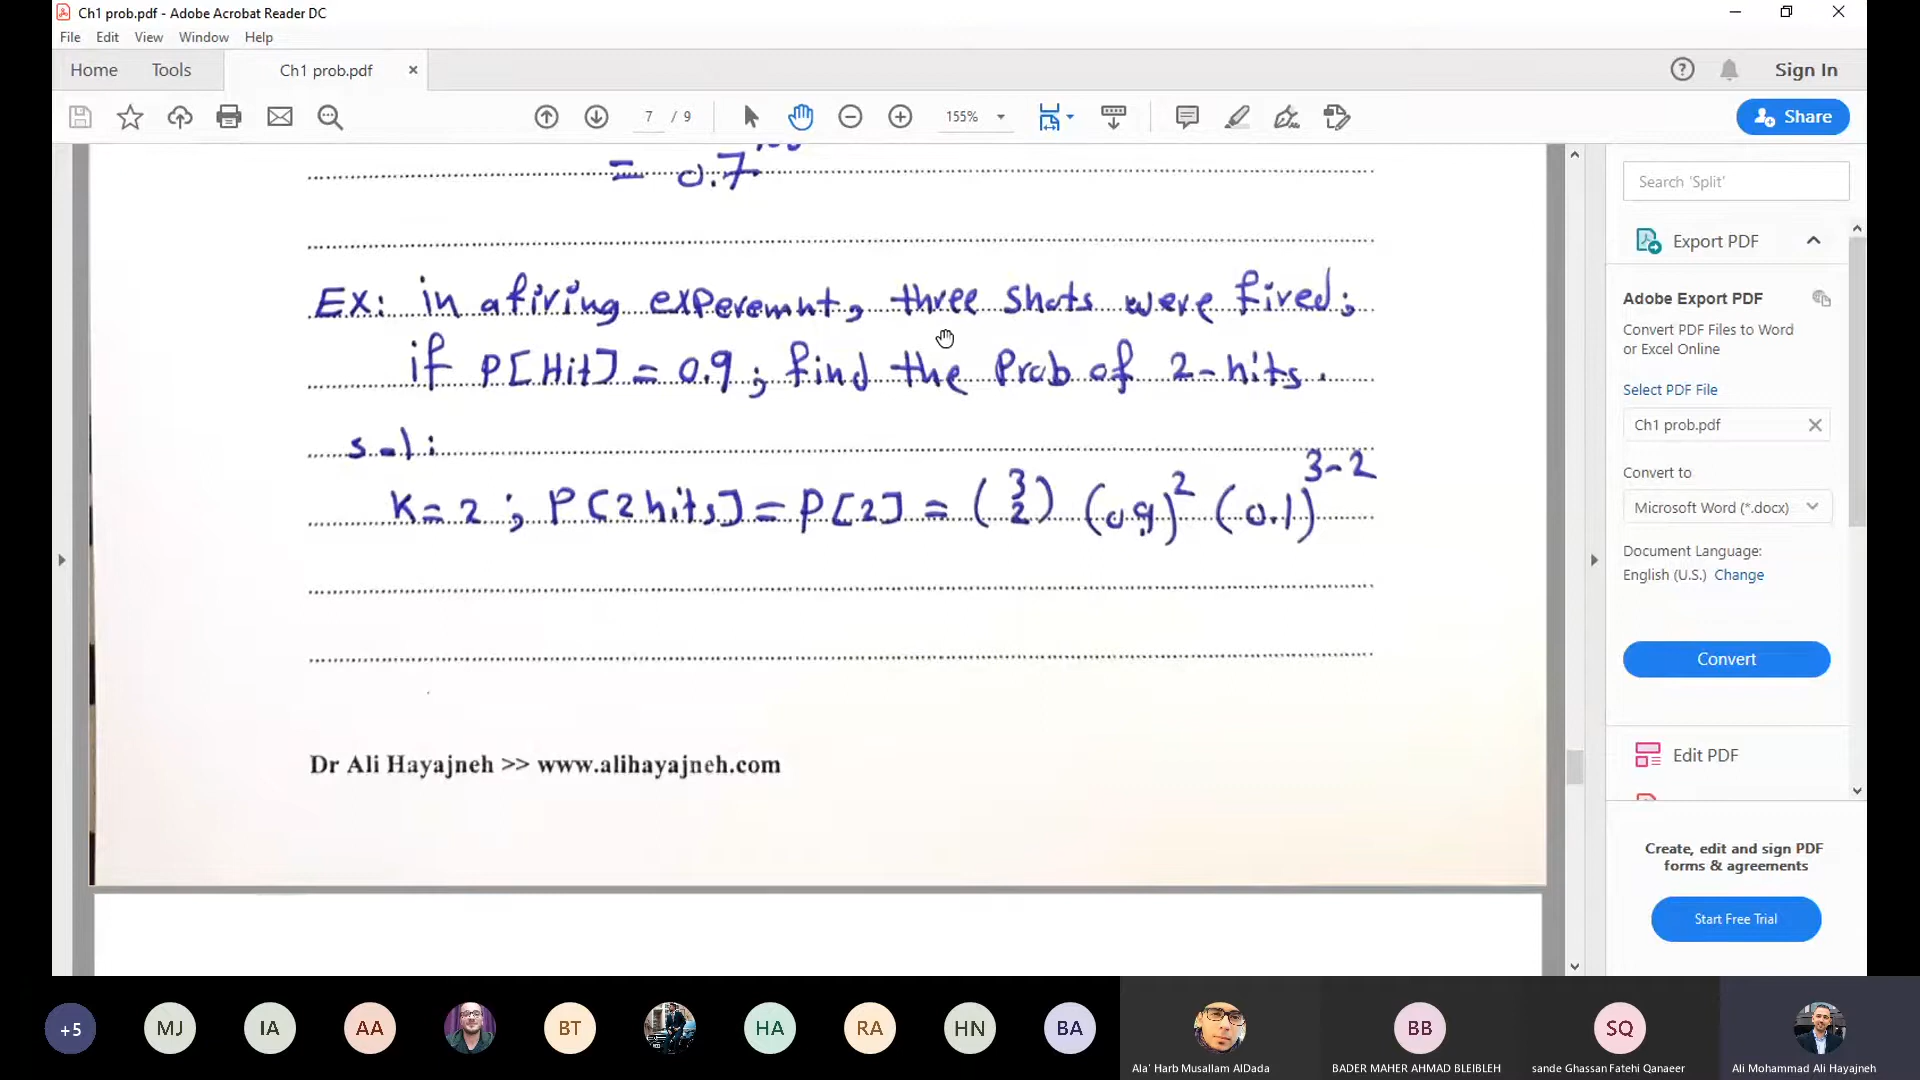 Ch1 prob.pdf - Adobe Acrobat Reader DC
File Edit View Window Help
Home Tools Ch1 prob.pdf × Sign In
7 / 9 155% Share
= 0.7
EX: in a firing experemnt, three shots were fired;
if P[Hit] = 0.9; find the Prob of 2-hits.
sol:
K=2 ; P[2 hits] = P[2] = (3 2) (0.9)^2 (0.1)^3-2
Dr Ali Hayajneh >> www.alihayajneh.com
Search 'Split'
Export PDF
Adobe Export PDF
Convert PDF Files to Word
or Excel Online
Select PDF File
Ch1 prob.pdf
Convert to
Microsoft Word (*.docx)
Document Language:
English (U.S.) Change
Convert
Edit PDF
Create, edit and sign PDF
forms & agreements
Start Free Trial
+5 MJ IA AA BT HA RA HN BA BB SQ
Ala' Harb Musallam AlDada BADER MAHER AHMAD BLEIBLEH sande Ghassan Fatehi Qanaeer Ali Mohammad Ali Hayajneh